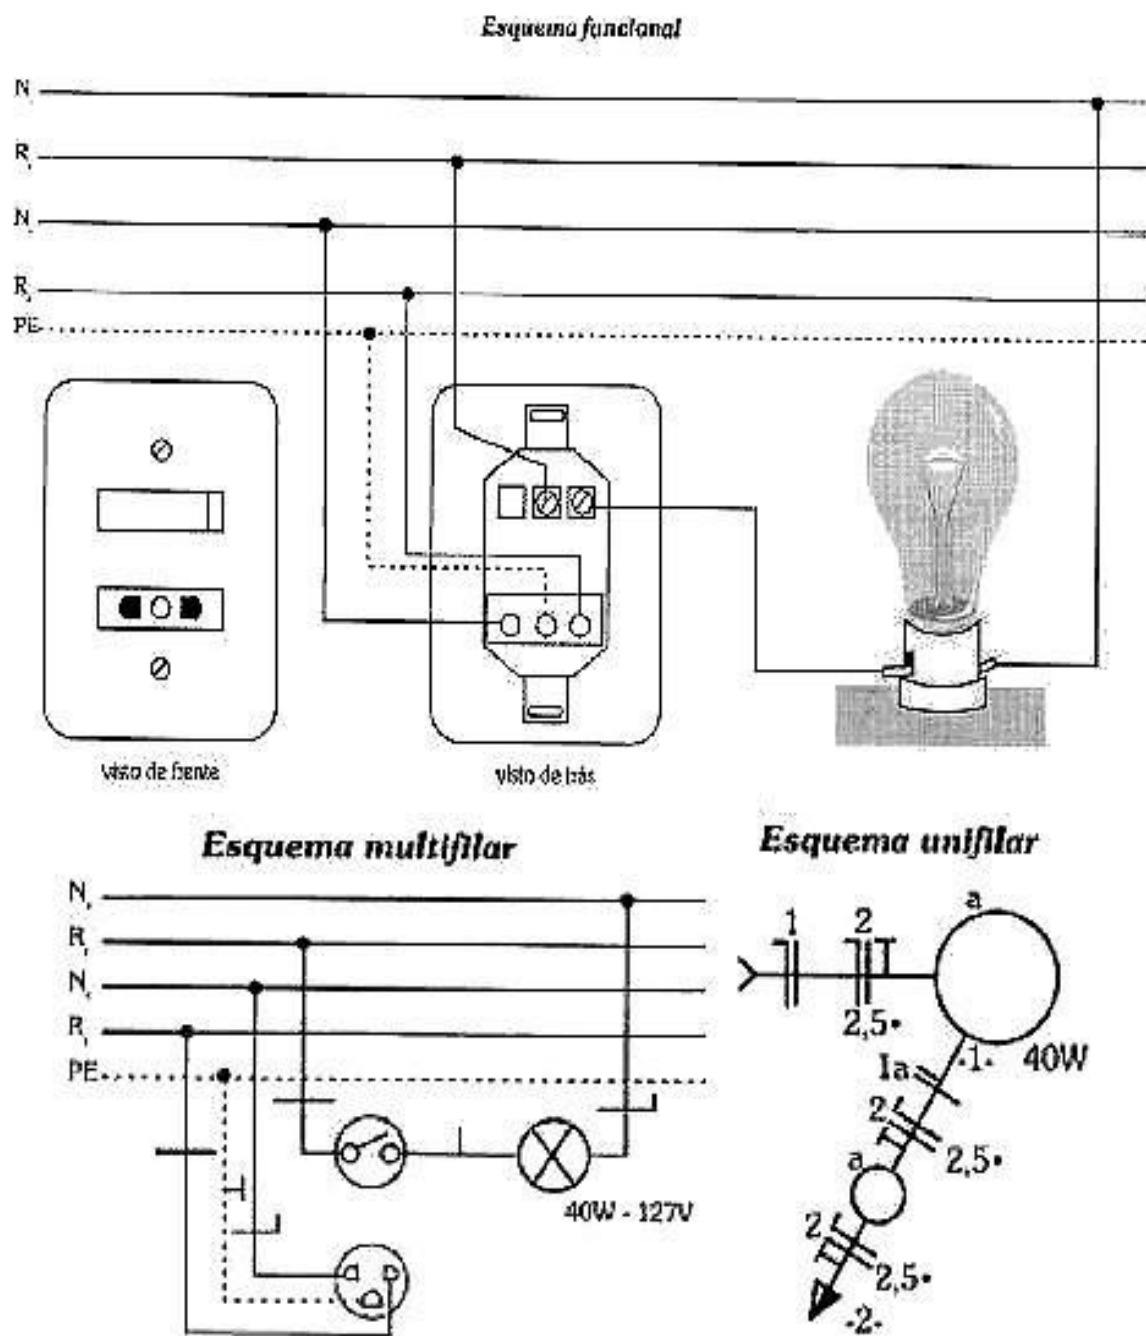 Esquema funcional
N
R
N
R
PE
visto de frente
visto de trás
Esquema multifilar
Esquema unifilar
N
R
N
R
PE
40W - 127V
a
1
2
2,5•
40W
-1-
Ia
2
2,5•
a
2
2,5•
-2-